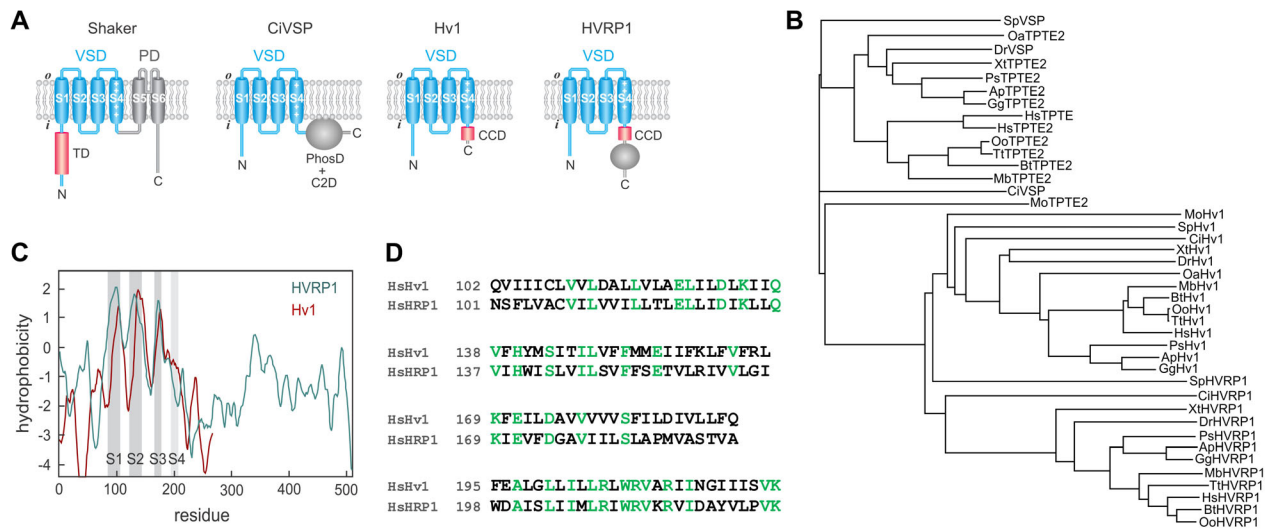 A
Shaker
CiVSP
Hv1
HVRP1
VSD PD
VSD
VSD
VSD
o
i
S1 S2 S3 S4 S5 S6
TD
N
C
o
i
S1 S2 S3 S4
N
C
PhosD
+
C2D
o
i
S1 S2 S3 S4
CCD
N
C
o
i
S1 S2 S3 S4
CCD
N
C
B
SpVSP
OaTPTE2
DrVSP
XtTPTE2
PsTPTE2
ApTPTE2
GgTPTE2
HsTPTE
HsTPTE2
OoTPTE2
TtTPTE2
BtTPTE2
MbTPTE2
CiVSP
MoTPTE2
MoHv1
SpHv1
CiHv1
XtHv1
DrHv1
OaHv1
MbHv1
BtHv1
OoHv1
TtHv1
HsHv1
PsHv1
ApHv1
GgHv1
SpHVRP1
CiHVRP1
XtHVRP1
DrHVRP1
PsHVRP1
ApHVRP1
GgHVRP1
MbHVRP1
TtHVRP1
HsHVRP1
BtHVRP1
OoHVRP1
C
HVRP1
Hv1
hydrophobicity
2
1
0
-1
-2
-3
-4
S1 S2 S3 S4
0 100 200 300 400 500
residue
D
HsHv1 102 QVIIICLVVLDALLVLAELILDLKIIQ
HsHRP1 101 NSFLVACVILVVILLTLELLIDIKLLQ
HsHv1 138 VFHYMSITILVFFMMEIIFKLFVFRL
HsHRP1 137 VIHWISLVILSVFFSETVLRIVVLGI
HsHv1 169 KFEILDAVVVVVSFILDIVLLFQ
HsHRP1 169 KIEVFDGAVIILSLAPMVASTVA
HsHv1 195 FEALGLLILLRLWRVARIINGIIISVK
HsHRP1 198 WDAISLIIMLRIWRVKRVIDAYVLPVK